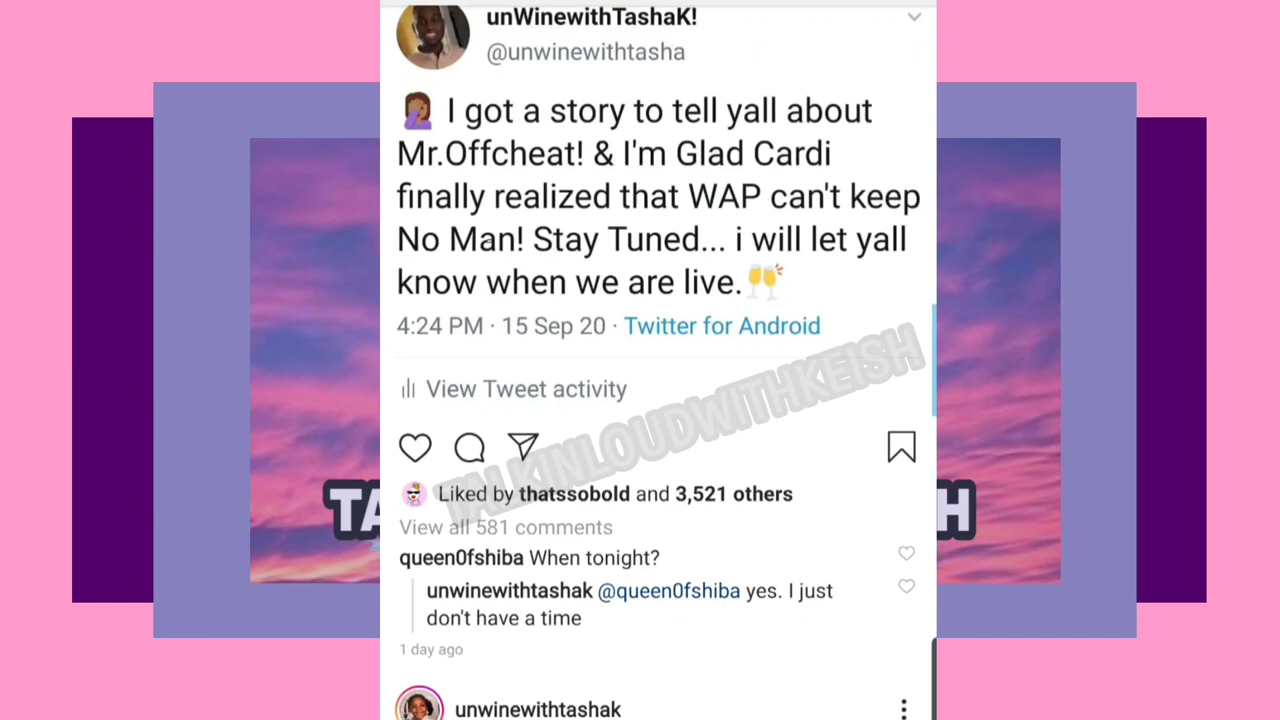 unWinewithTashaK!
@unwinewithtasha
🤦🏾‍♀️ I got a story to tell yall about
Mr.Offcheat! & I'm Glad Cardi
finally realized that WAP can't keep
No Man! Stay Tuned... i will let yall
know when we are live.🥂
4:24 PM · 15 Sep 20 · Twitter for Android
View Tweet activity
TALKINLOUDWITHKEISH
Liked by thatssobold and 3,521 others
View all 581 comments
TA
H
queen0fshiba When tonight?
unwinewithtashak @queen0fshiba yes. I just
don't have a time
1 day ago
unwinewithtashak